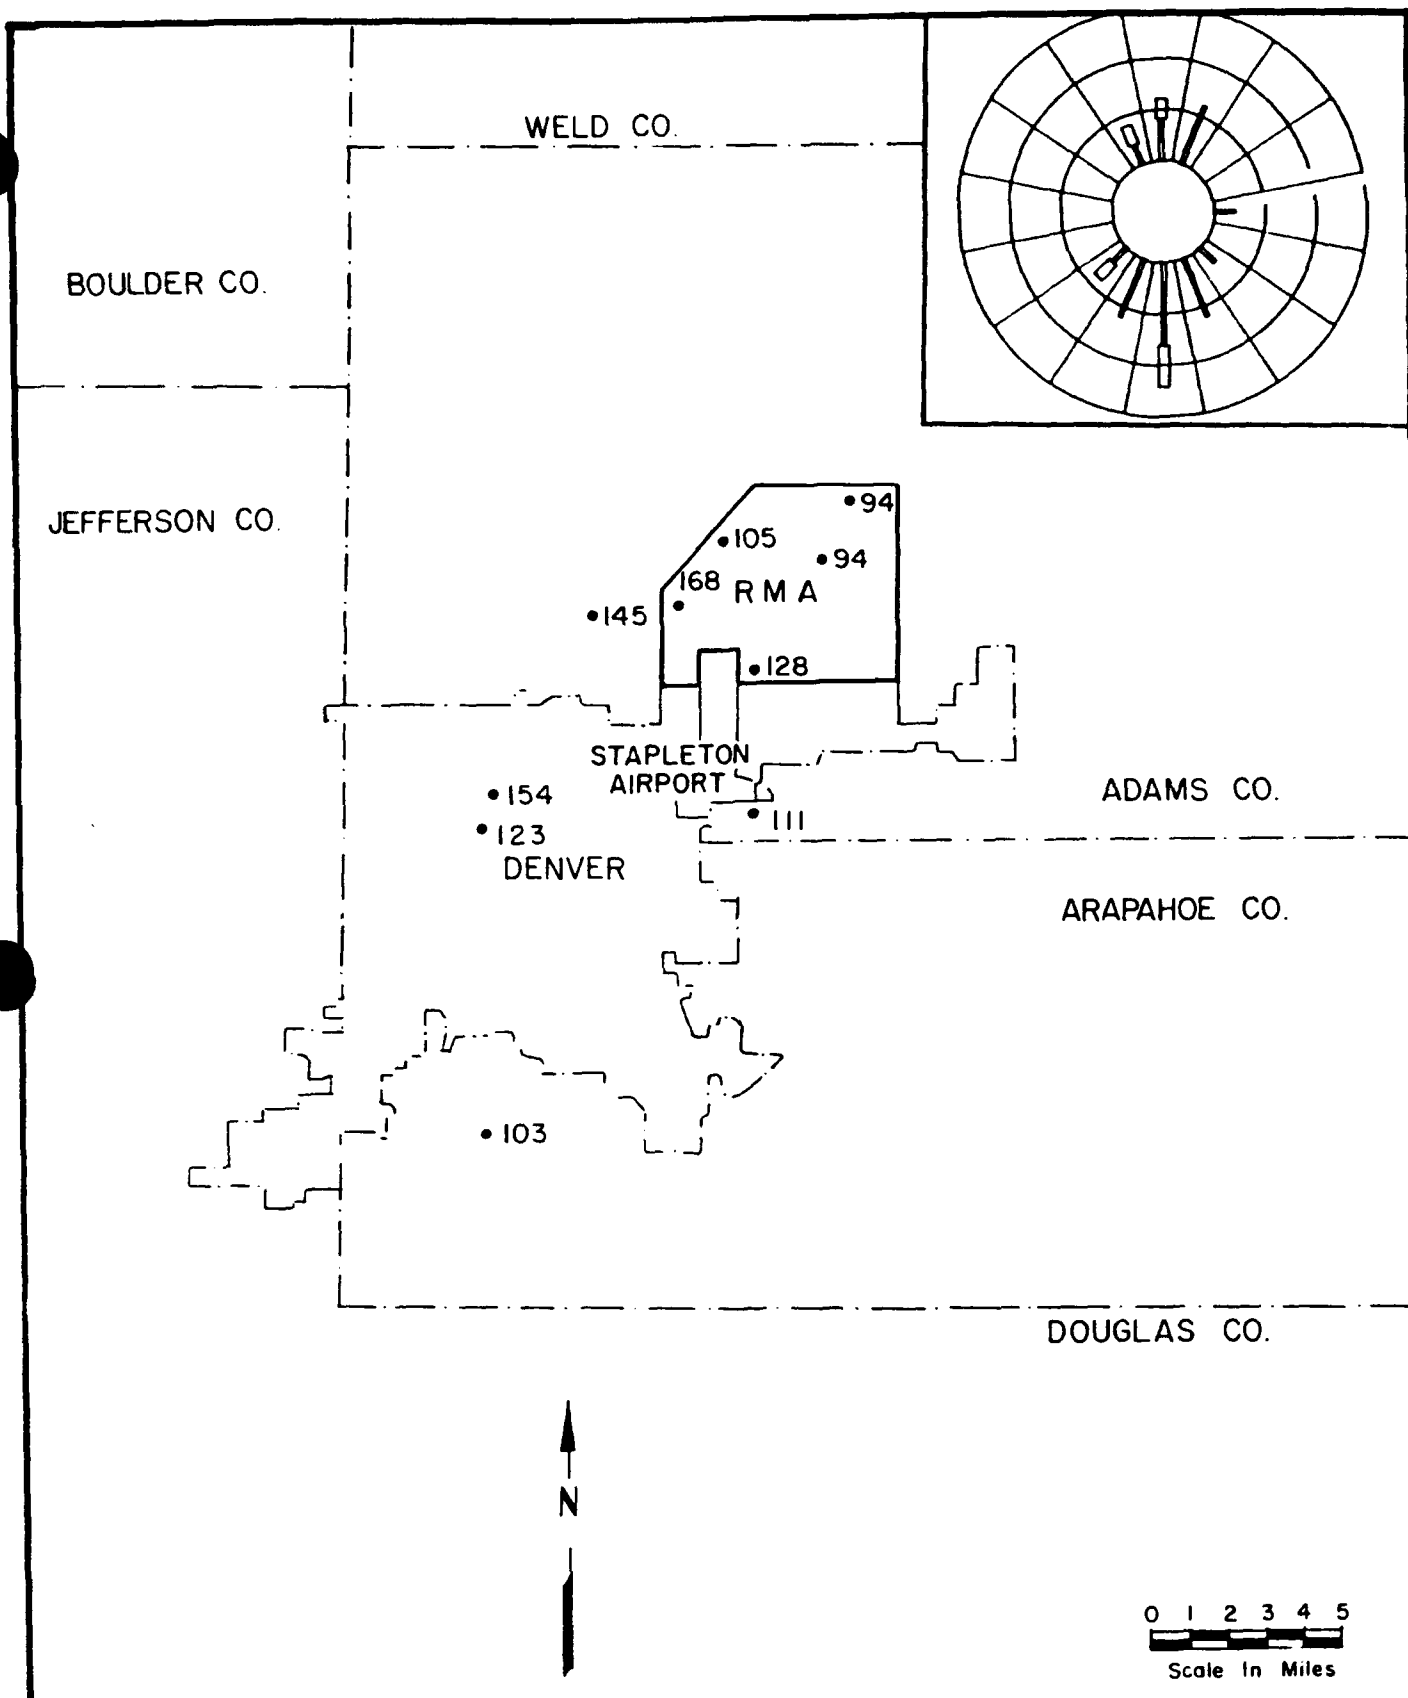 WELD CO.
BOULDER CO.
JEFFERSON CO.
94
105
94
168
RMA
145
128
STAPLETON
AIRPORT
154
ADAMS CO.
111
123
DENVER
ARAPAHOE CO.
103
DOUGLAS CO.
N
0 1 2 3 4 5
Scale In Miles